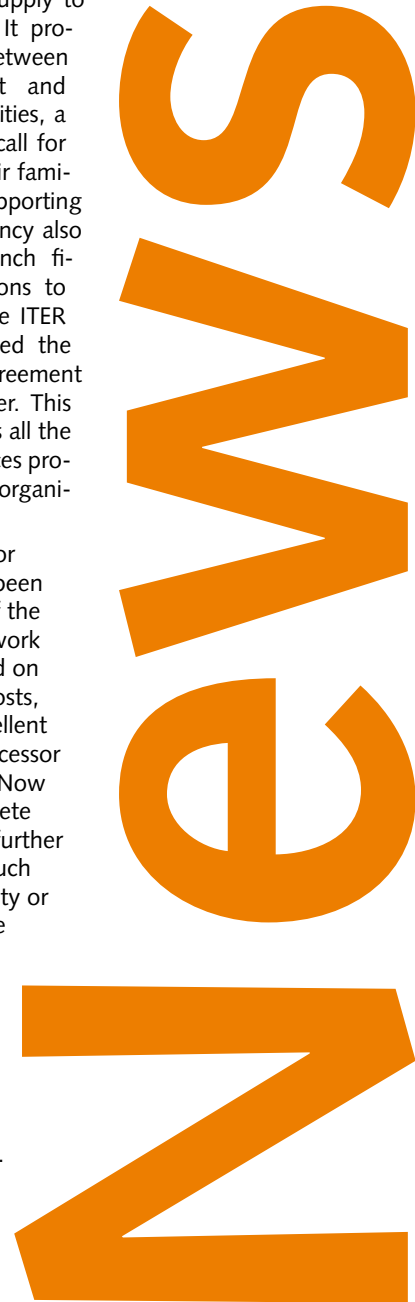 upply to
It pro-
etween
t and
ities, a
call for
ir fami-
pporting
ncy also
nch fi-
ons to
e ITER
ed the
reement
er. This
s all the
ces pro-
organi-
or
been
f the
work
d on
osts,
ellent
cessor
Now
ete
further
uch
ty or
e
.
News